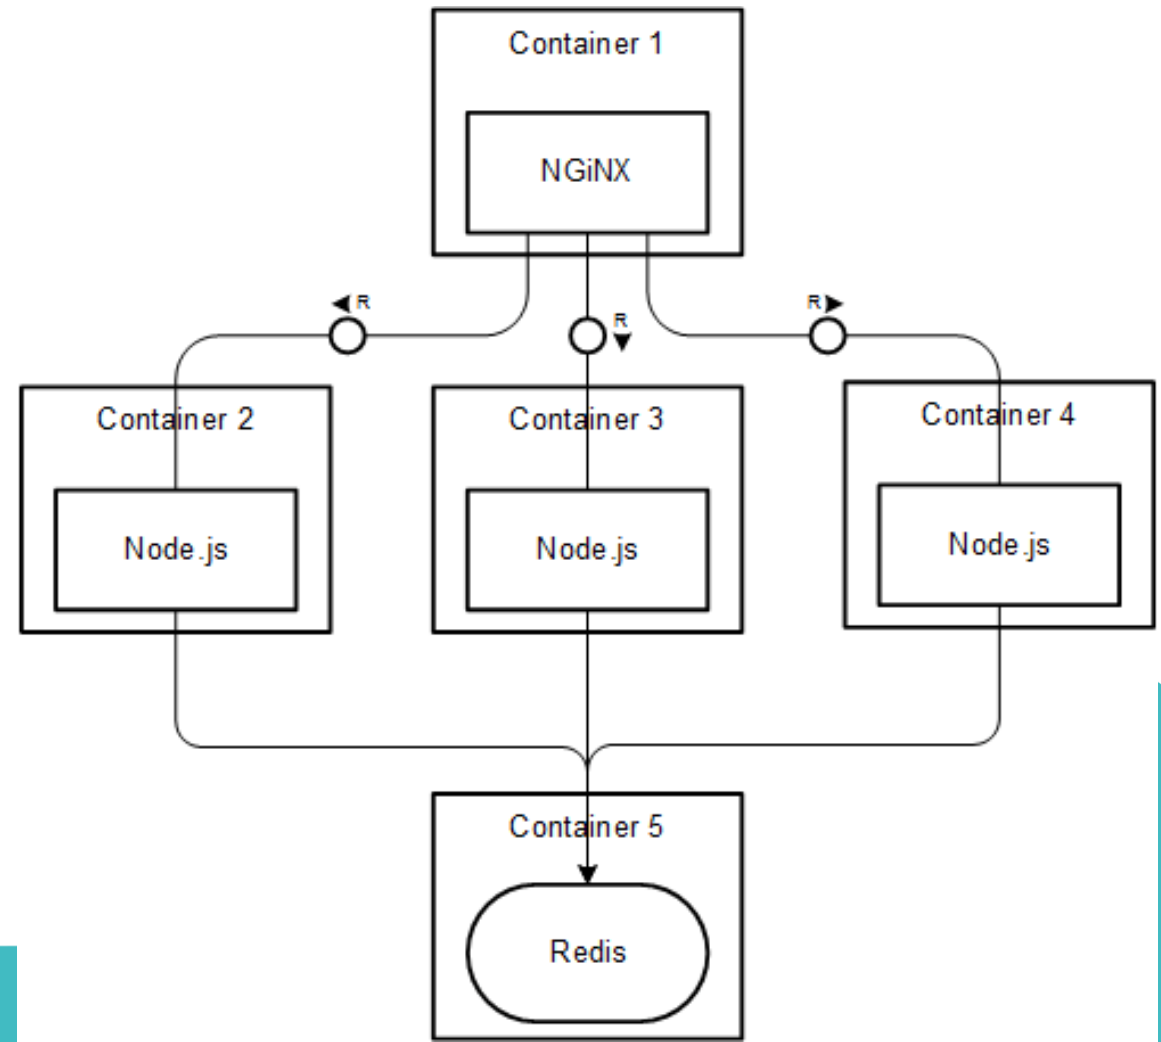 Container 1
NGiNX
R
R
R
Container 2
Container 3
Container 4
Node.js
Node.js
Node.js
Container 5
Redis